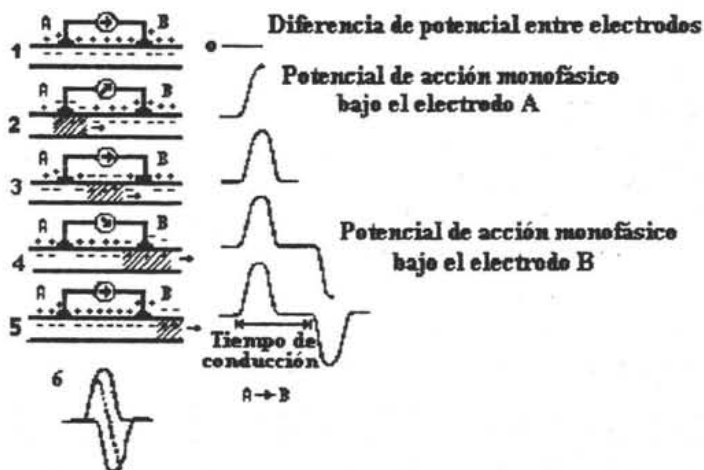 A B
1
Diferencia de potencial entre electrodos
A B
2
Potencial de acción monofásico
bajo el electrodo A
A B
3
A B
4
Potencial de acción monofásico
bajo el electrodo B
A B
5
Tiempo de
conducción
A → B
6